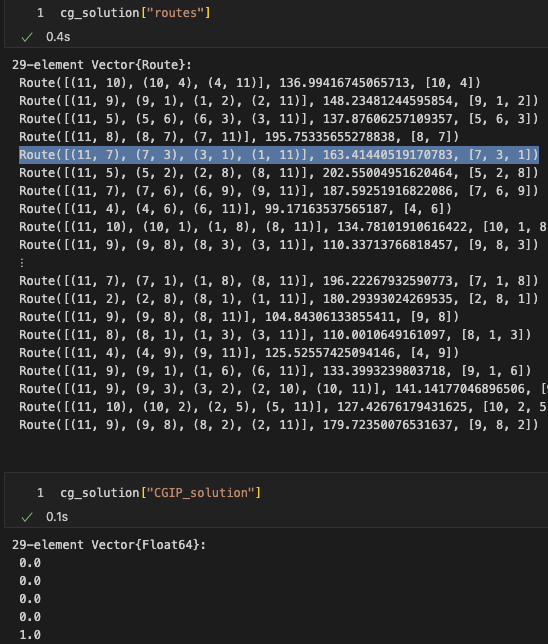 1 cg_solution["routes"]
✓ 0.4s
29-element Vector{Route}:
Route([(11, 10), (10, 4), (4, 11)], 136.99416745065713, [10, 4])
Route([(11, 9), (9, 1), (1, 2), (2, 11)], 148.23481244595854, [9, 1, 2])
Route([(11, 5), (5, 6), (6, 3), (3, 11)], 137.87606257109357, [5, 6, 3])
Route([(11, 8), (8, 7), (7, 11)], 195.75335655278838, [8, 7])
Route([(11, 7), (7, 3), (3, 1), (1, 11)], 163.41440519170783, [7, 3, 1])
Route([(11, 5), (5, 2), (2, 8), (8, 11)], 202.55004951620464, [5, 2, 8])
Route([(11, 7), (7, 6), (6, 9), (9, 11)], 187.59251916822086, [7, 6, 9])
Route([(11, 4), (4, 6), (6, 11)], 99.17163537565187, [4, 6])
Route([(11, 10), (10, 1), (1, 8), (8, 11)], 134.78101910616422, [10, 1, 8
Route([(11, 9), (9, 8), (8, 3), (3, 11)], 110.33713766818457, [9, 8, 3])
⋮
Route([(11, 7), (7, 1), (1, 8), (8, 11)], 196.22267932590773, [7, 1, 8])
Route([(11, 2), (2, 8), (8, 1), (1, 11)], 180.29393024269535, [2, 8, 1])
Route([(11, 9), (9, 8), (8, 11)], 104.84306133855411, [9, 8])
Route([(11, 8), (8, 1), (1, 3), (3, 11)], 110.0010649161097, [8, 1, 3])
Route([(11, 4), (4, 9), (9, 11)], 125.52557425094146, [4, 9])
Route([(11, 9), (9, 1), (1, 6), (6, 11)], 133.3993239803718, [9, 1, 6])
Route([(11, 9), (9, 3), (3, 2), (2, 10), (10, 11)], 141.14177046896506, [9
Route([(11, 10), (10, 2), (2, 5), (5, 11)], 127.42676179431625, [10, 2, 5
Route([(11, 9), (9, 8), (8, 2), (2, 11)], 179.72350076531637, [9, 8, 2])
1 cg_solution["CGIP_solution"]
✓ 0.1s
29-element Vector{Float64}:
0.0
0.0
0.0
0.0
1.0